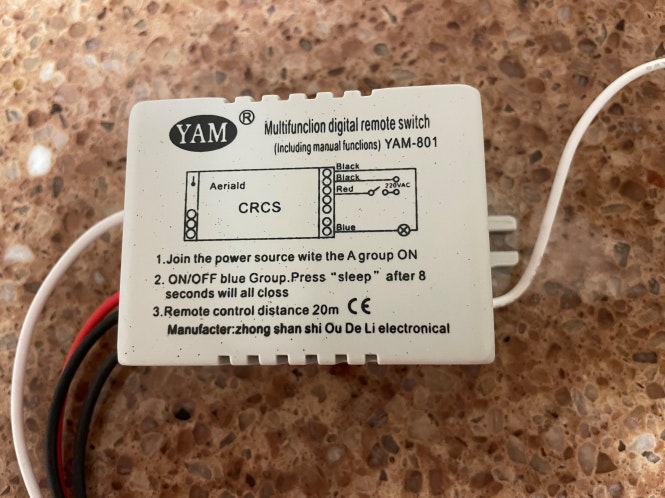 YAM ® Multifunclion digital remote switch
(Including manual functions) YAM-801
Black
Black
Red
220VAC
Aeriald
CRCS
Blue
1.Join the power source wite the A group ON
2. ON/OFF blue Group.Press "sleep" after 8
seconds will all closs
3.Remote control distance 20m CE
Manufacter:zhong shan shi Ou De Li electronical